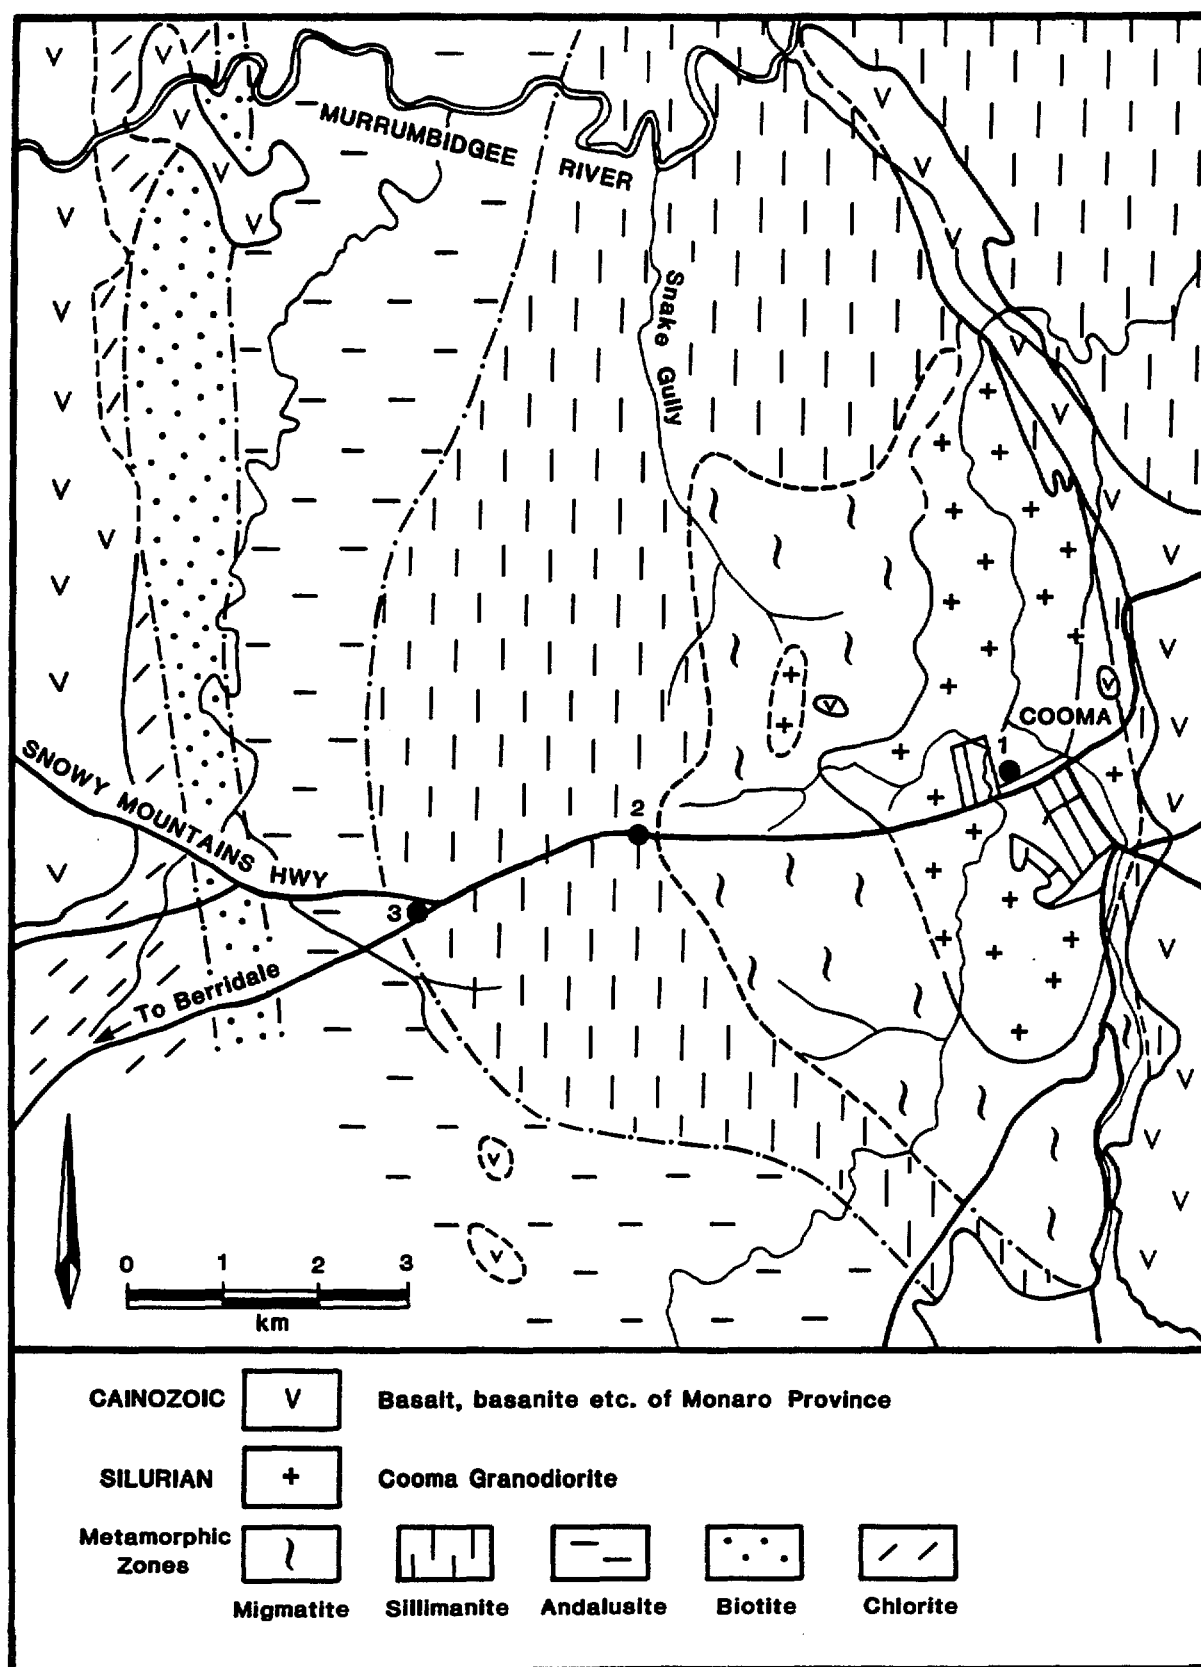 MURRUMBIDGEE
RIVER
Snake Gully
COOMA
1
2
3
SNOWY MOUNTAINS HWY
To Berridale
0 1 2 3
km
CAINOZOIC V Basalt, basanite etc. of Monaro Province
SILURIAN + Cooma Granodiorite
Metamorphic
Zones
Migmatite Sillimanite Andalusite Biotite Chlorite